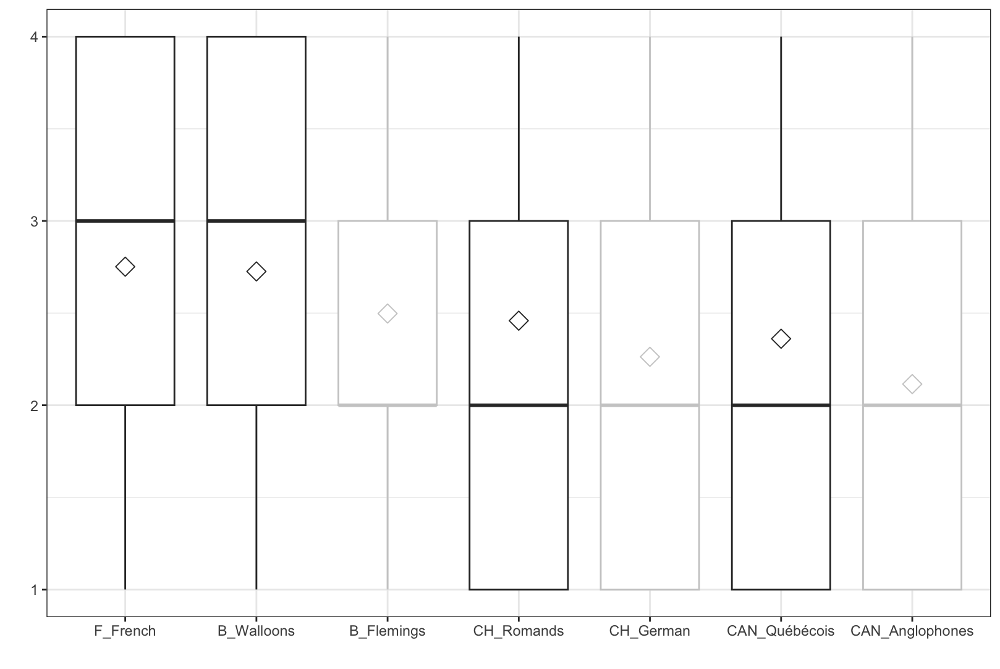 4
3
2
1
F_French
B_Walloons
B_Flemings
CH_Romands
CH_German
CAN_Québécois
CAN_Anglophones